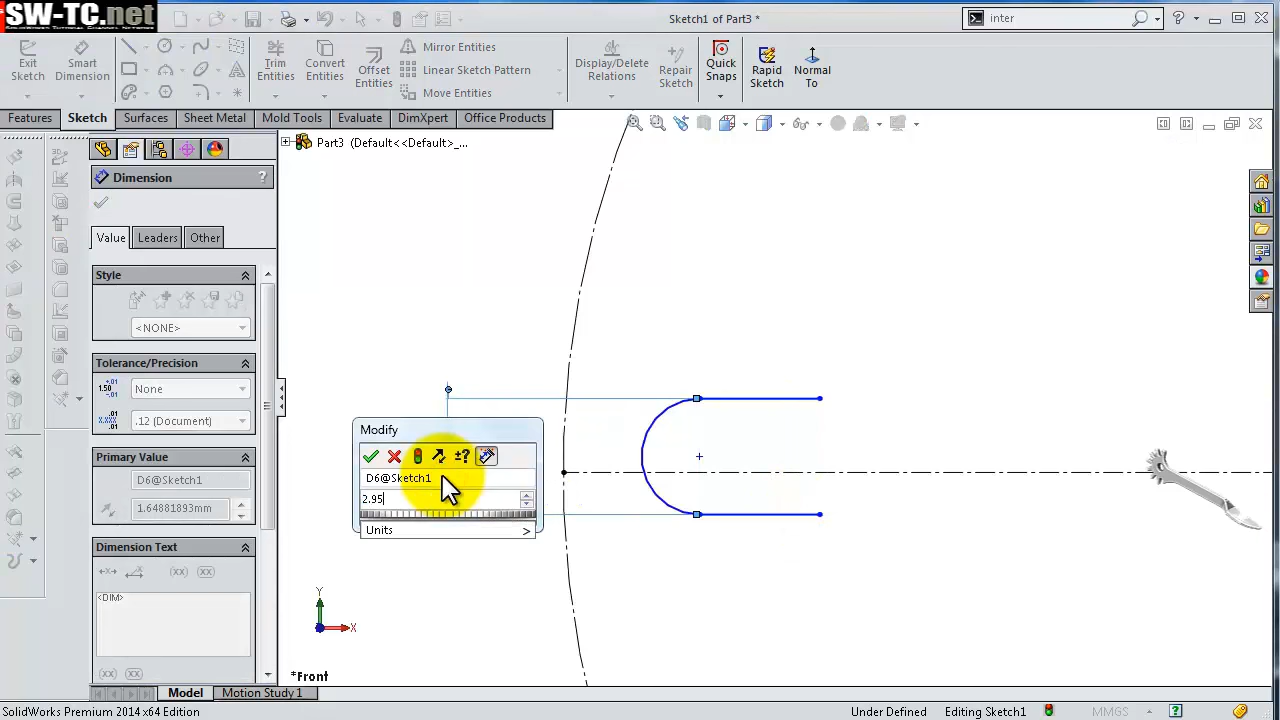 SW-TC.net
SOLIDWORKS TUTORIAL CHANNEL NETWORKS
Sketch1 of Part3 *
inter
Exit Sketch
Smart Dimension
Trim Entities
Convert Entities
Offset Entities
Mirror Entities
Linear Sketch Pattern
Move Entities
Display/Delete Relations
Repair Sketch
Quick Snaps
Rapid Sketch
Normal To
Features
Sketch
Surfaces
Sheet Metal
Mold Tools
Evaluate
DimXpert
Office Products
Part3 (Default<<Default>_...
Dimension
?
Value
Leaders
Other
Style
<NONE>
Tolerance/Precision
None
.12 (Document)
Primary Value
D6@Sketch1
1.64881893mm
Dimension Text
<DIM>
Modify
D6@Sketch1
2.95
Units >
Y
X
*Front
Model
Motion Study 1
SolidWorks Premium 2014 x64 Edition
Under Defined
Editing Sketch1
MMGS